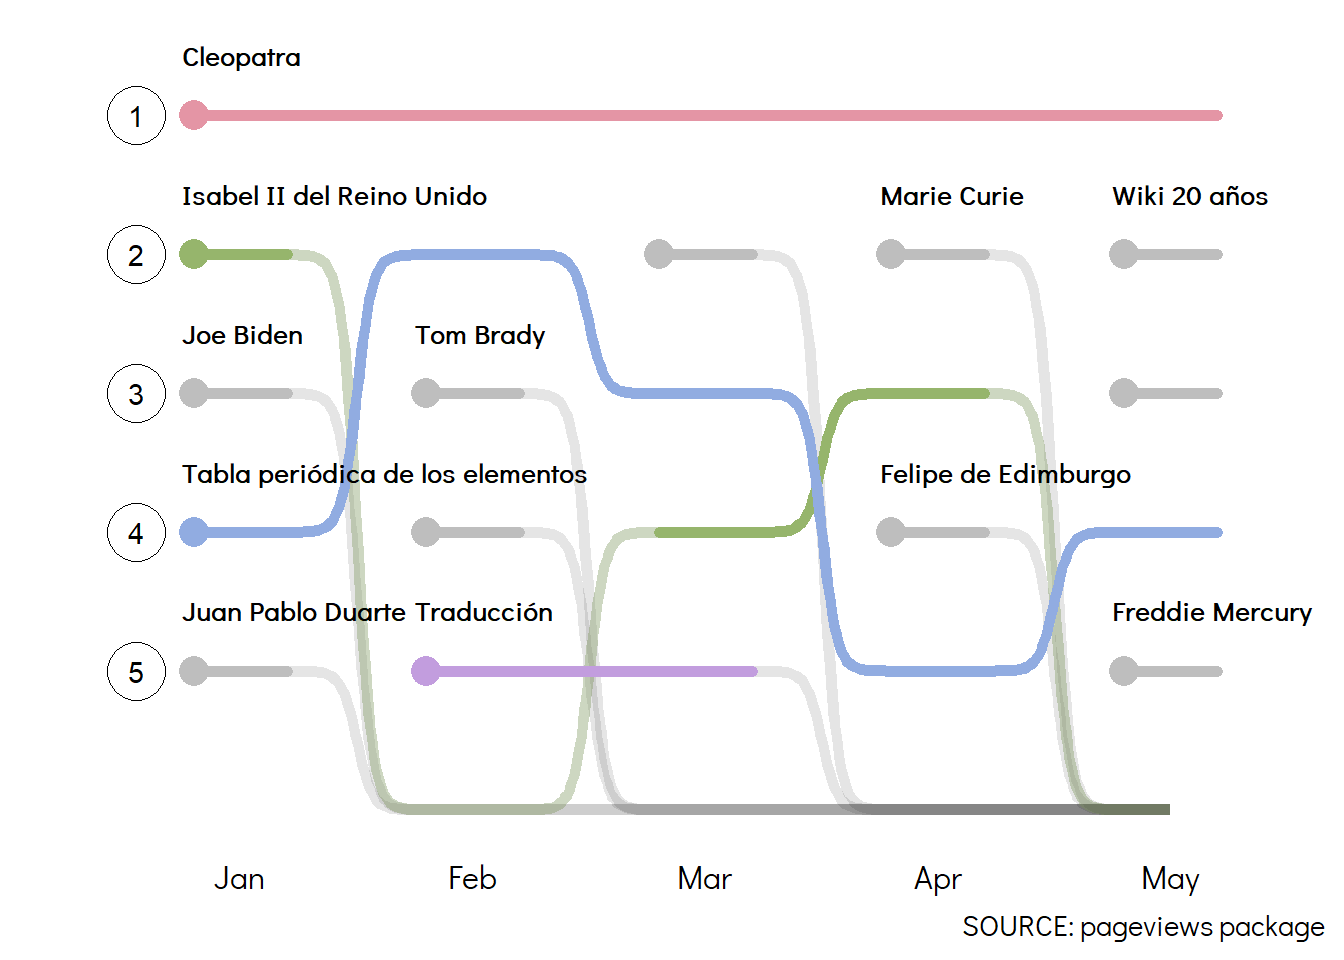 Cleopatra
1
Isabel II del Reino Unido
Marie Curie
Wiki 20 años
2
Joe Biden
Tom Brady
3
Tabla periódica de los elementos
Felipe de Edimburgo
4
Juan Pablo Duarte
Traducción
Freddie Mercury
5
Jan
Feb
Mar
Apr
May
SOURCE: pageviews package